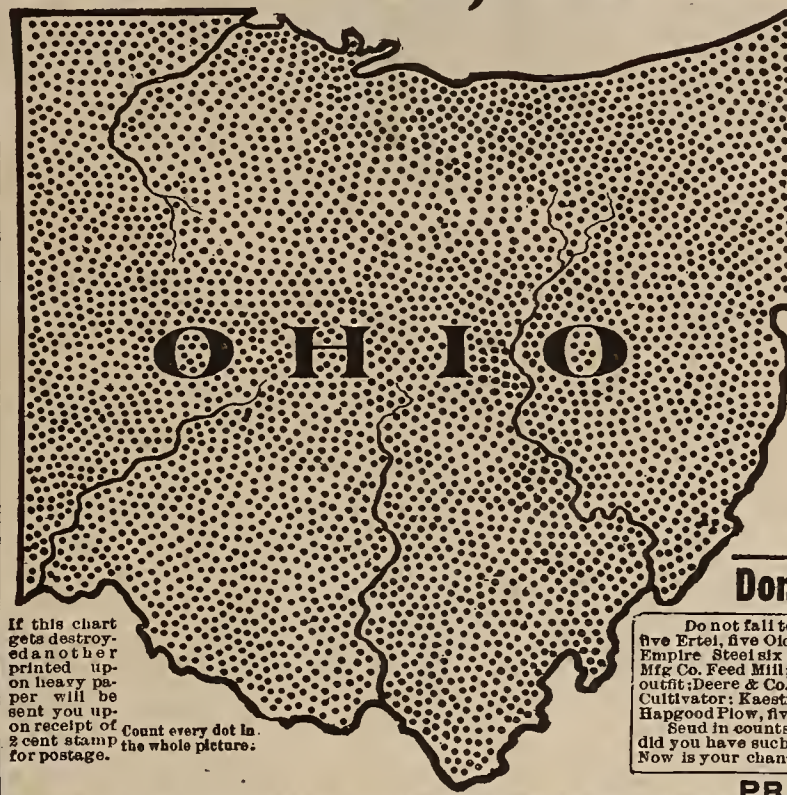 OHIO
If this chart
gets destroy-
ed another
printed up-
on heavy pa-
per will be
sent you up-
on receipt of
2 cent stamp
for postage.
Count every dot in
the whole picture.
Do not fail to
five Ertel, five Old
Empire Steel six
Mfg Co. Feed Mill;
outfit; Deere & Co.
Cultivator; Kaest
Hapgood Plow, fiv
Send in counts
did you have such
Now is your chan